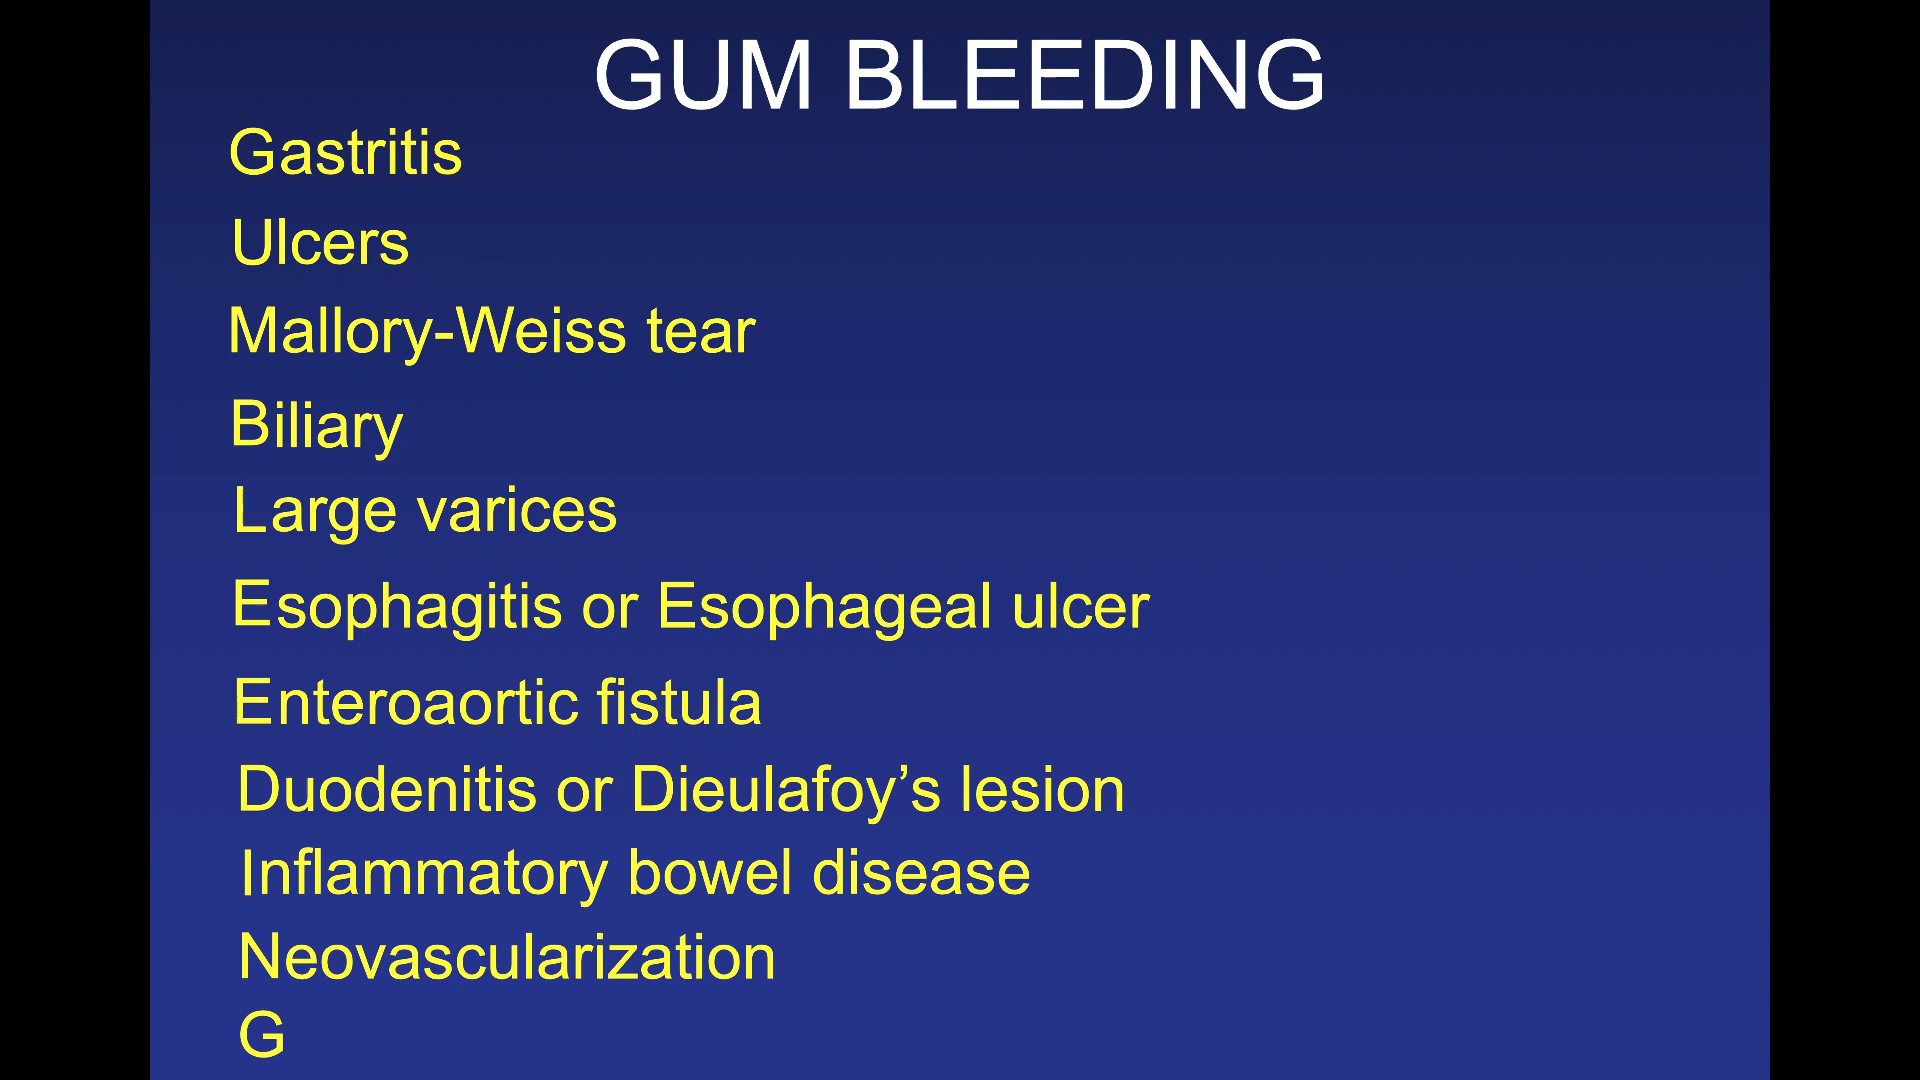 GUM BLEEDING
Gastritis
Ulcers
Mallory-Weiss tear
Biliary
Large varices
Esophagitis or Esophageal ulcer
Enteroaortic fistula
Duodenitis or Dieulafoy’s lesion
Inflammatory bowel disease
Neovascularization
G